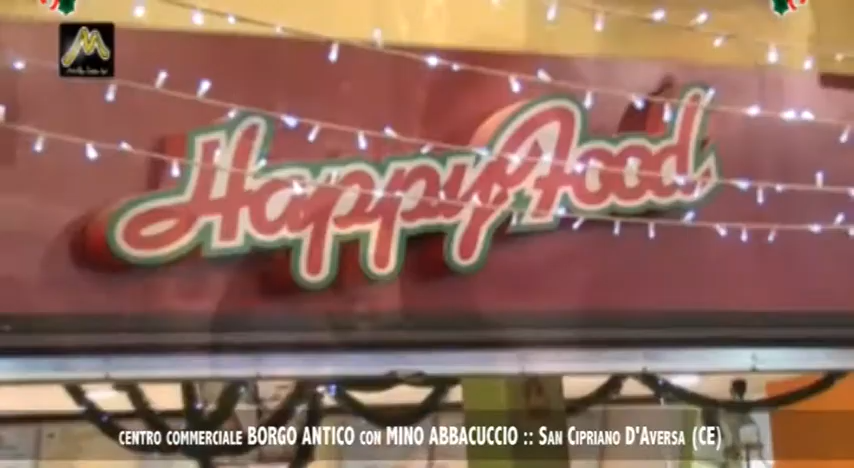 M
HappyFood
CENTRO COMMERCIALE BORGO ANTICO CON MINO ABBACUCCIO :: SAN CIPRIANO D'AVERSA (CE)